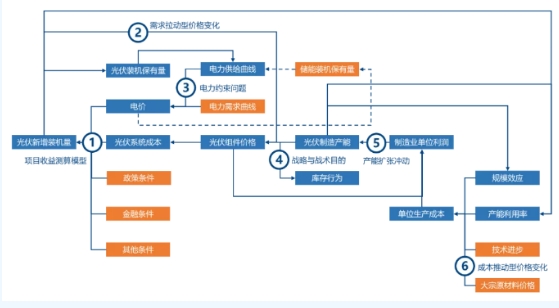 ② 需求拉动型价格变化
光伏装机保有量
电力供给曲线
储能装机保有量
③ 电力约束问题
电价
电力需求曲线
光伏新增装机量
①
光伏系统成本
光伏组件价格
光伏制造产能
⑤
制造业单位利润
项目收益测算模型
④ 战略与战术目的
产能扩张冲动
政策条件
库存行为
规模效应
金融条件
单位生产成本
产能利用率
其他条件
技术进步
⑥ 成本推动型价格变化
大宗原材料价格